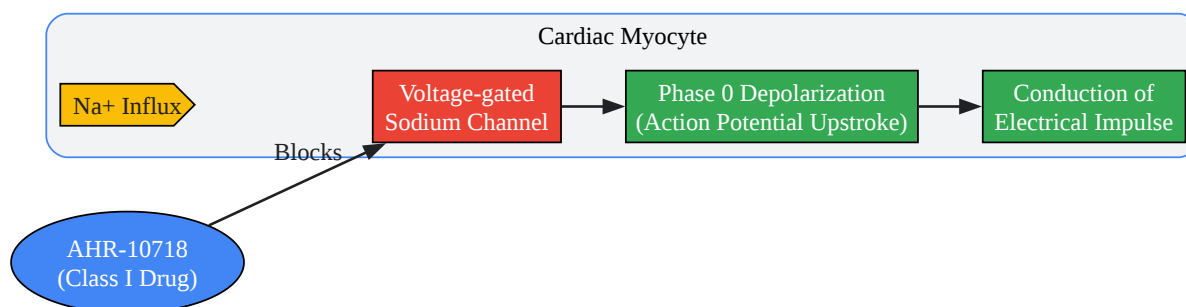 Cardiac Myocyte
Na+ Influx
Voltage-gated
Sodium Channel
Phase 0 Depolarization
(Action Potential Upstroke)
Conduction of
Electrical Impulse
Blocks
AHR-10718
(Class I Drug)